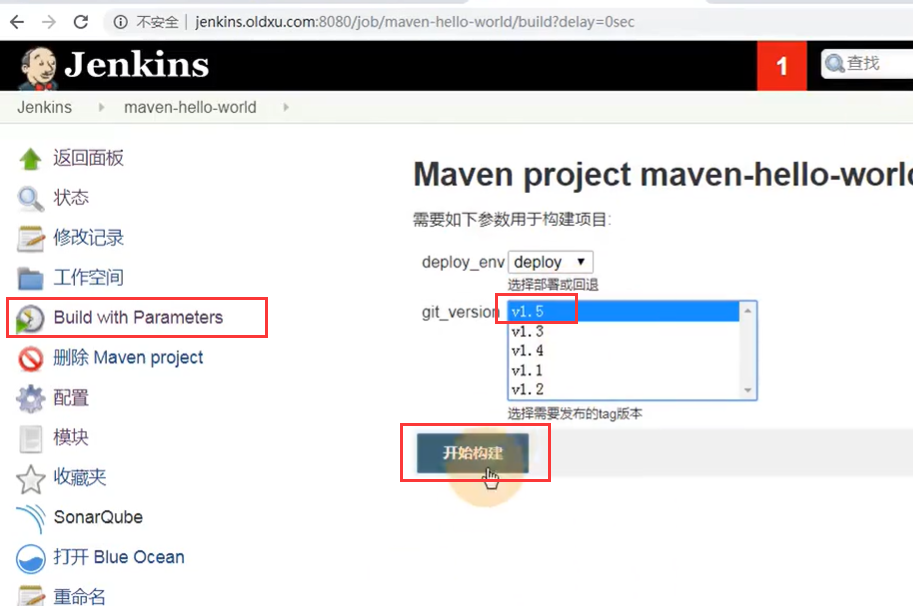 不安全 | jenkins.oldxu.com:8080/job/maven-hello-world/build?delay=0sec
Jenkins
1
查找
Jenkins
maven-hello-world
返回面板
状态
修改记录
工作空间
Build with Parameters
删除 Maven project
配置
模块
收藏夹
SonarQube
打开 Blue Ocean
重命名
Maven project maven-hello-worl
需要如下参数用于构建项目:
deploy_env
deploy
选择部署或回退
git_version
v1.5
v1.3
v1.4
v1.1
v1.2
选择需要发布的tag版本
开始构建